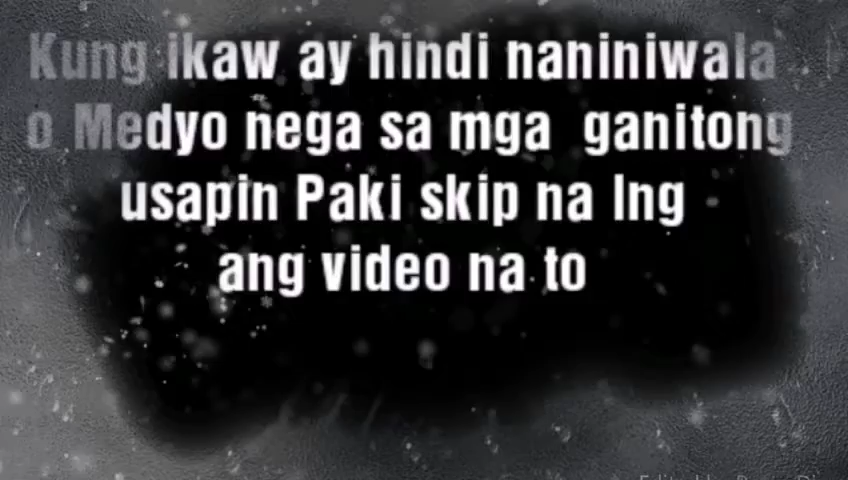 Kung ikaw ay hindi naniniwala
o Medyo nega sa mga ganitong
usapin Paki skip na lng
ang video na to